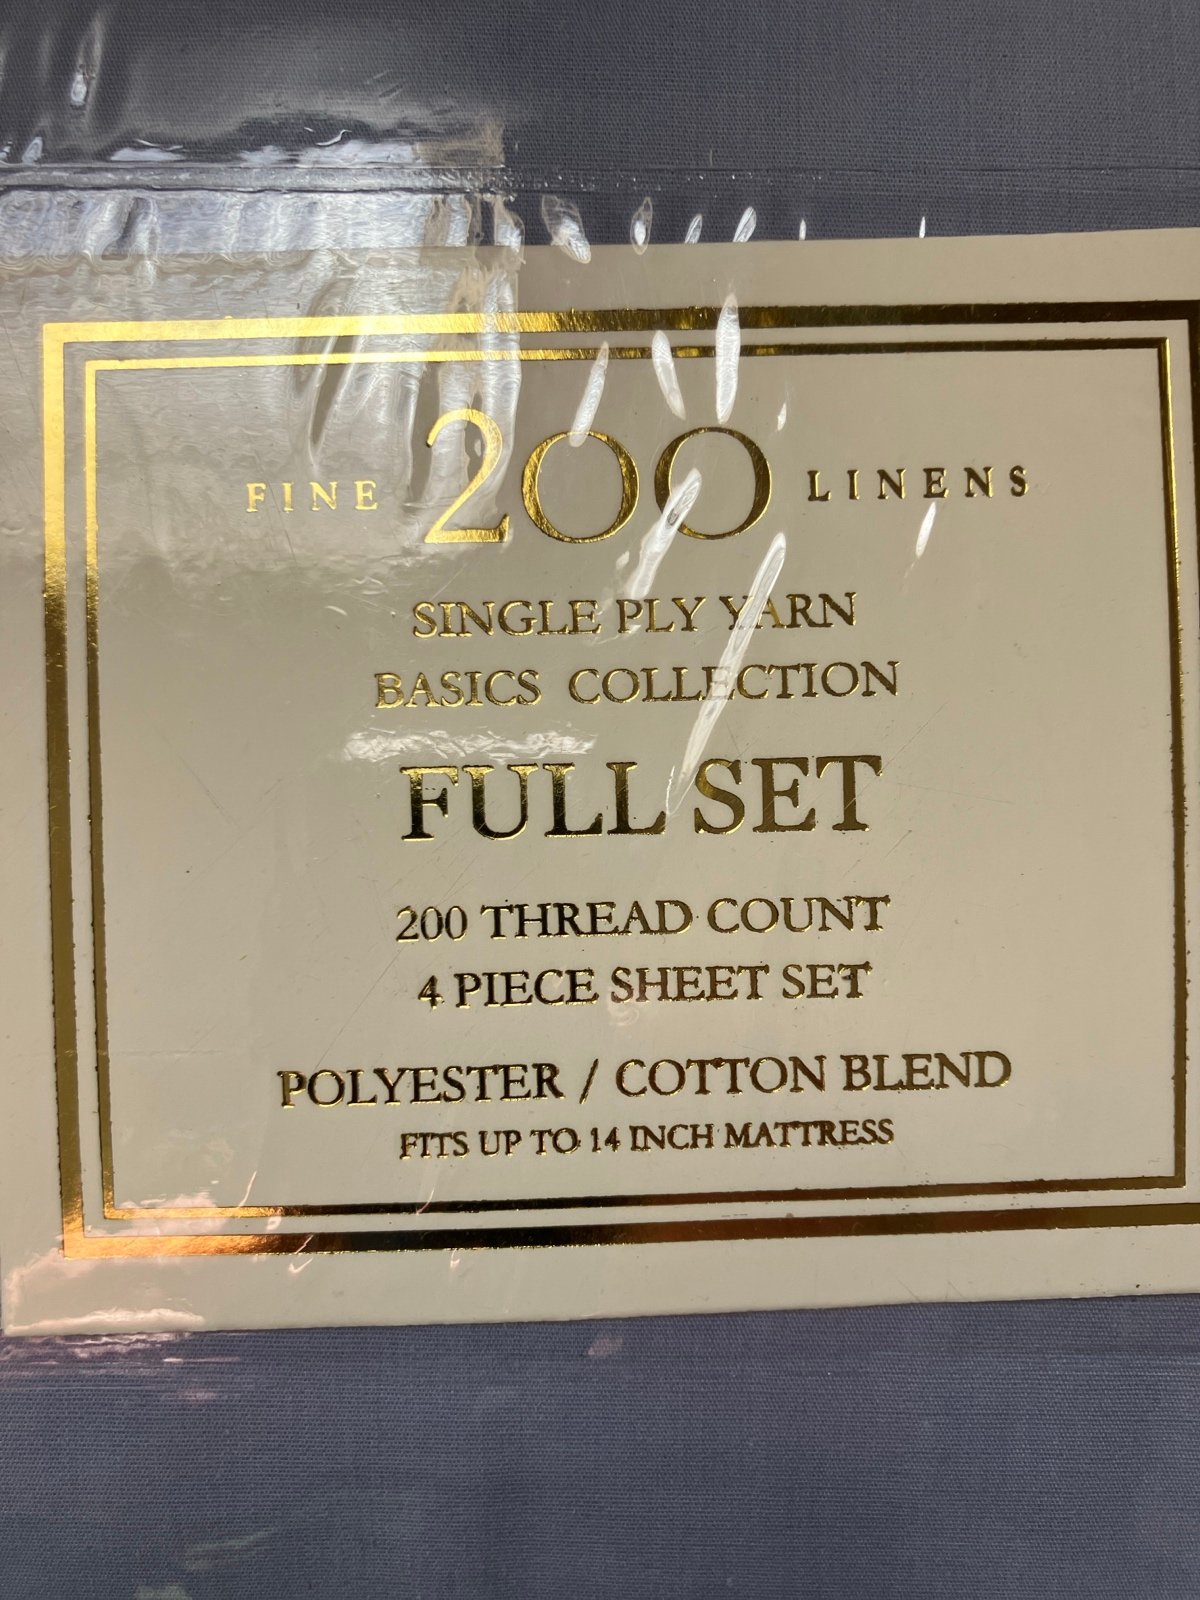 FINE 200 LINENS
SINGLE PLY YARN
BASICS COLLECTION
FULL SET
200 THREAD COUNT
4 PIECE SHEET SET
POLYESTER / COTTON BLEND
FITS UP TO 14 INCH MATTRESS